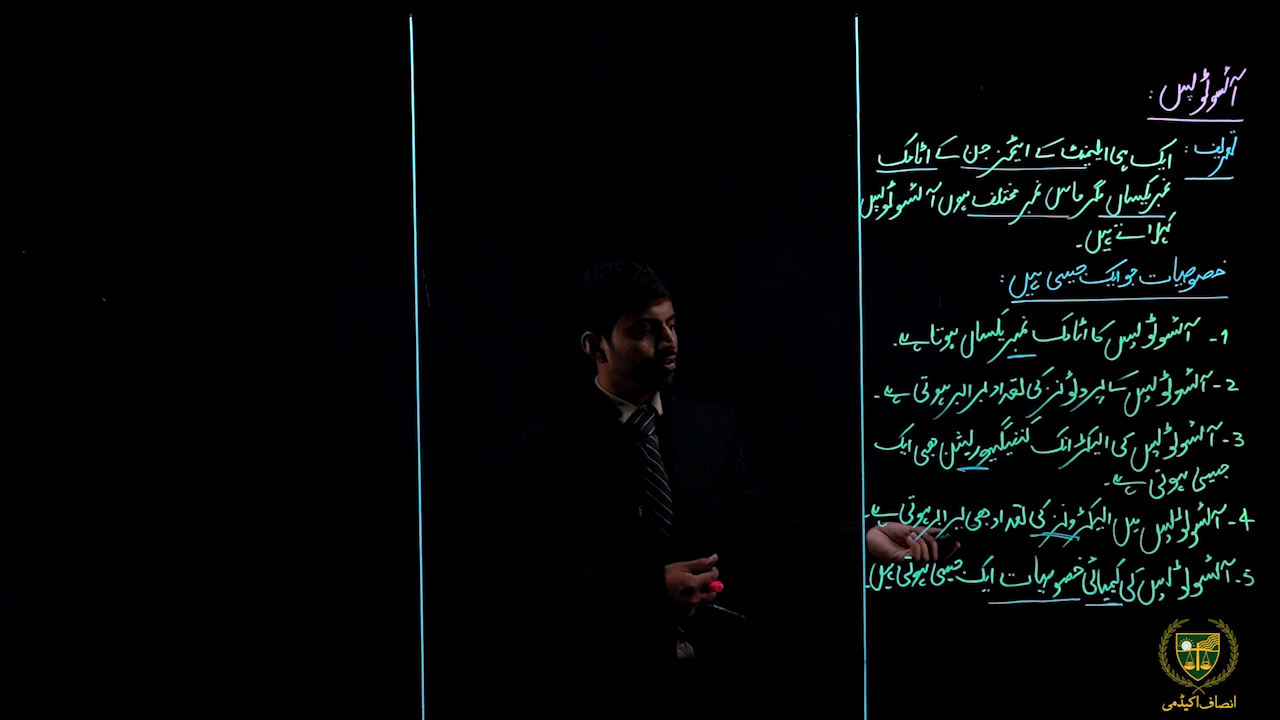 آئسوٹوپس :
تعریف : ایک ہی ایلیمنٹ کے ایٹمز جن کے اٹامک
نمبر یکساں مگر ماس نمبر مختلف ہوں آئسوٹوپس
کہلاتے ہیں۔
خصوصیات جو ایک جیسی ہیں :
1- آئسوٹوپس کا اٹامک نمبر یکساں ہوتا ہے۔
2- آئسوٹوپس کے پروٹونز کی تعداد برابر ہوتی ہے۔
3- آئسوٹوپس کی الیکٹرانک کنفیگیوریشن بھی ایک
جیسی ہوتی ہے۔
4- آئسوٹوپس میں الیکٹرونز کی تعداد بھی برابر ہوتی ہے۔
5- آئسوٹوپس کی کیمیائی خصوصیات ایک جیسی ہوتی ہیں۔
انصاف اکیڈمی